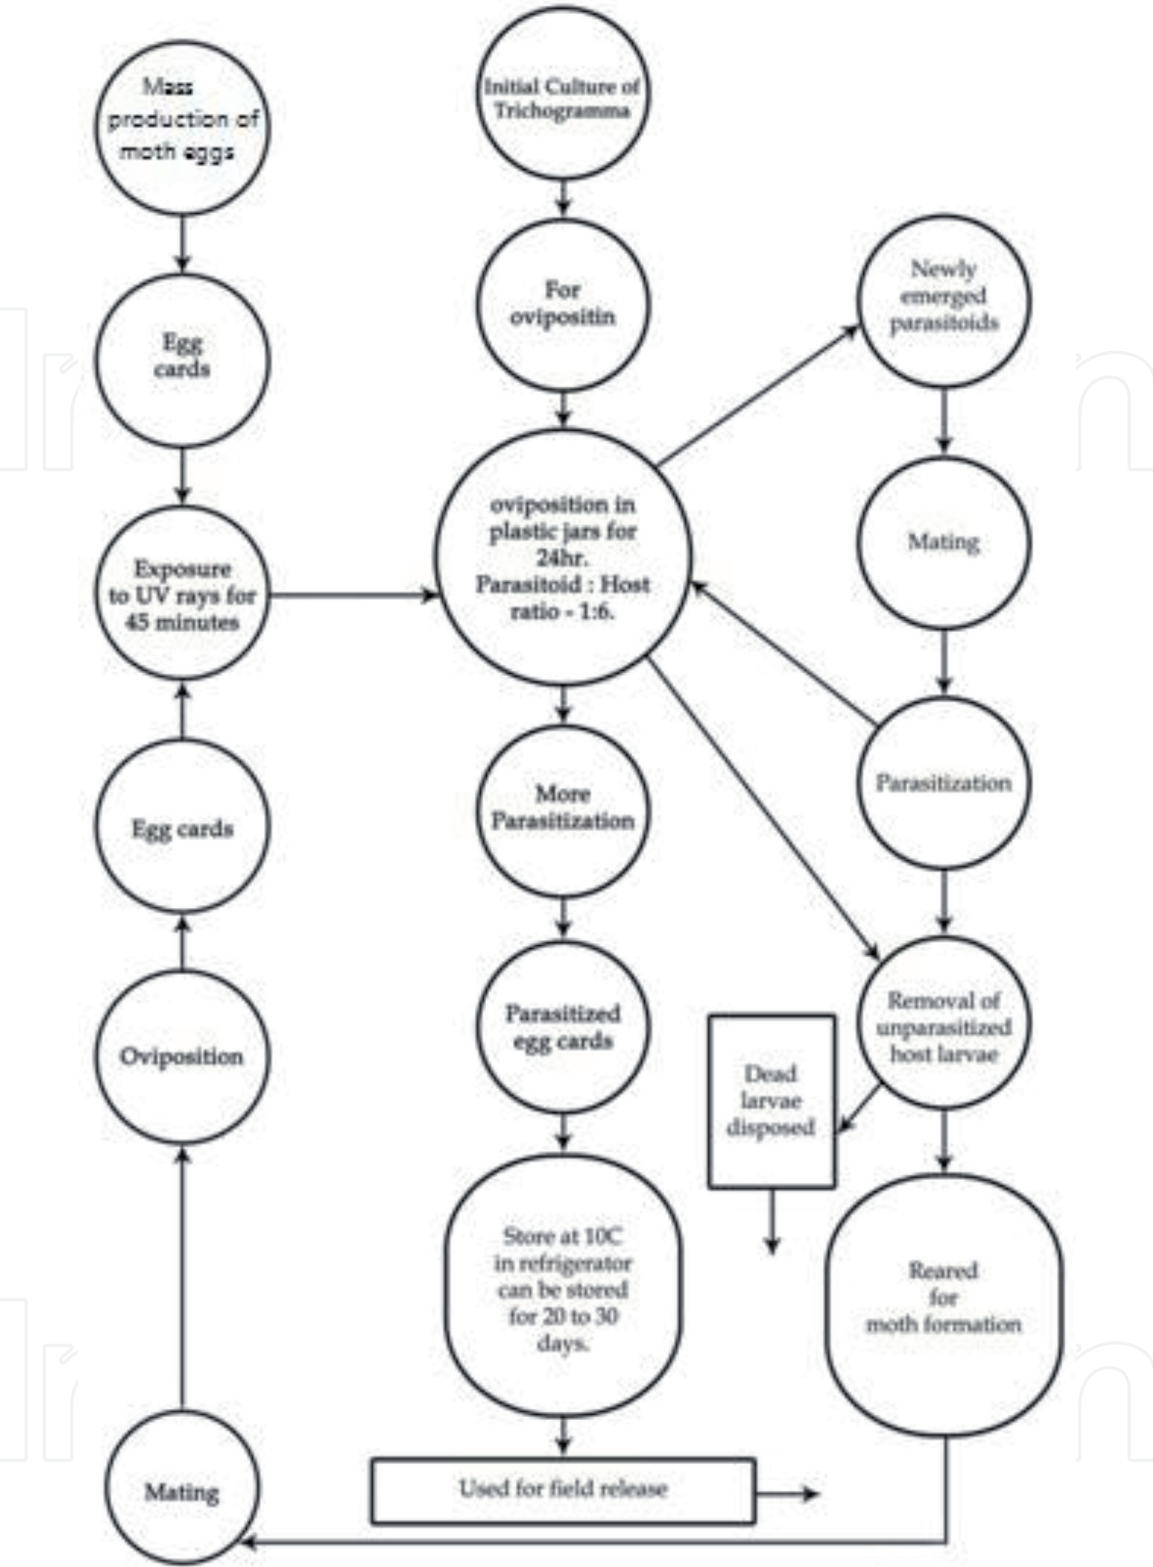 Mass
production of
moth eggs
Egg
cards
Exposure
to UV rays for
45 minutes
Egg cards
Oviposition
Mating
Initial Culture of
Trichogramma
For
ovipositin
oviposition in
plastic jars for
24hr.
Parasitoid : Host
ratio - 1:6.
More
Parasitization
Parasitized
egg cards
Store at 10C
in refrigerator
can be stored
for 20 to 30
days.
Used for field release
Newly
emerged
parasitoids
Mating
Parasitization
Removal of
unparasitized
host larvae
Dead
larvae
disposed
Reared
for
moth formation